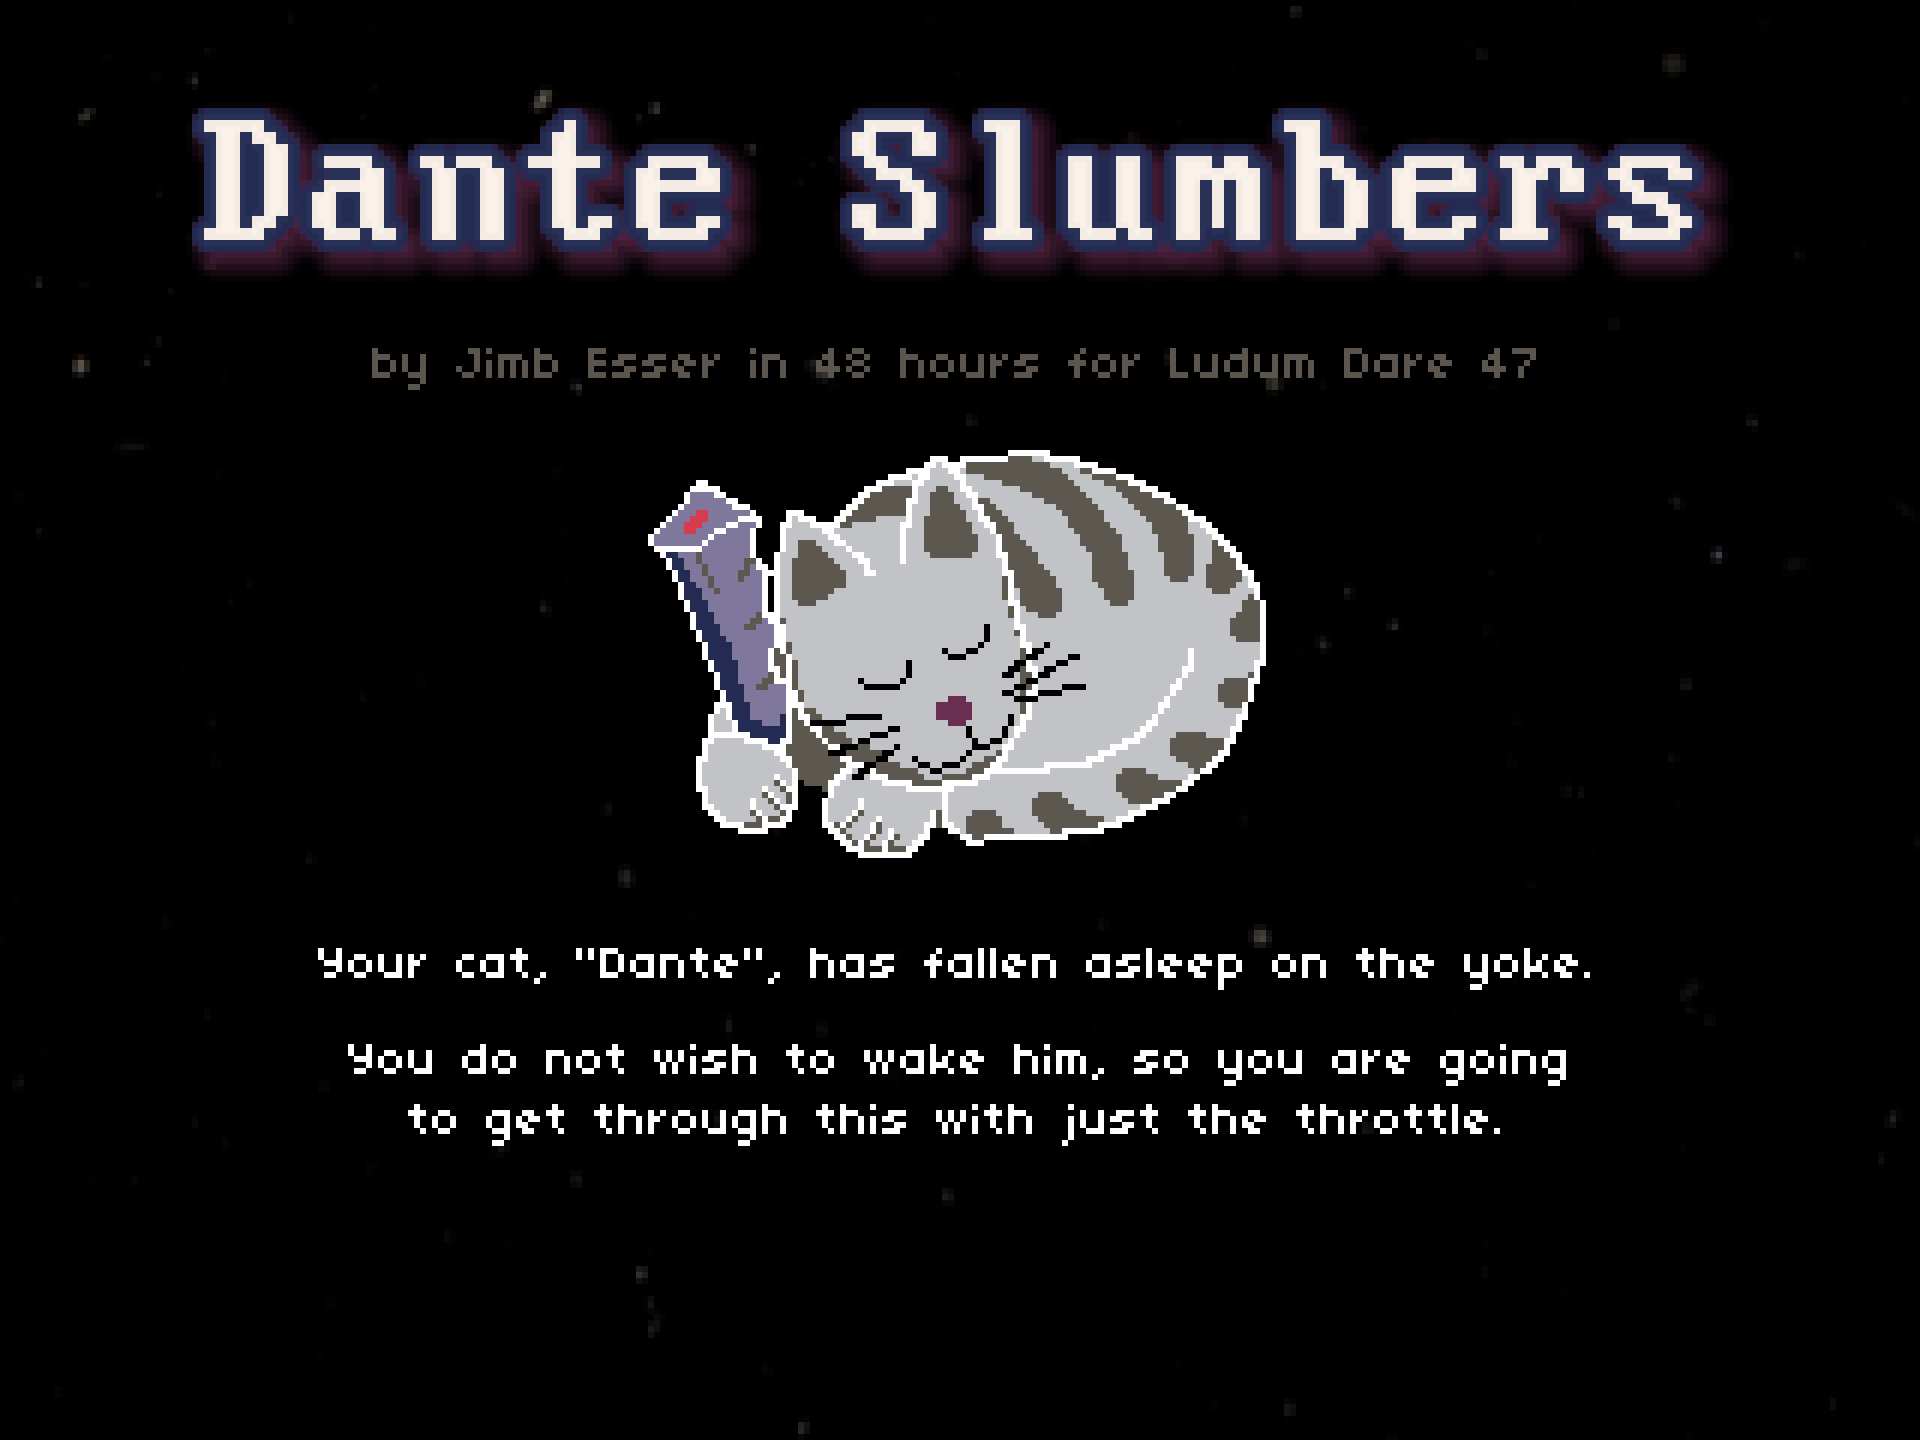 Dante Slumbers
by Jimb Esser in 48 hours for Ludym Dare 47
Your cat, "Dante", has fallen asleep on the yoke.
You do not wish to wake him, so you are going
to get through this with just the throttle.